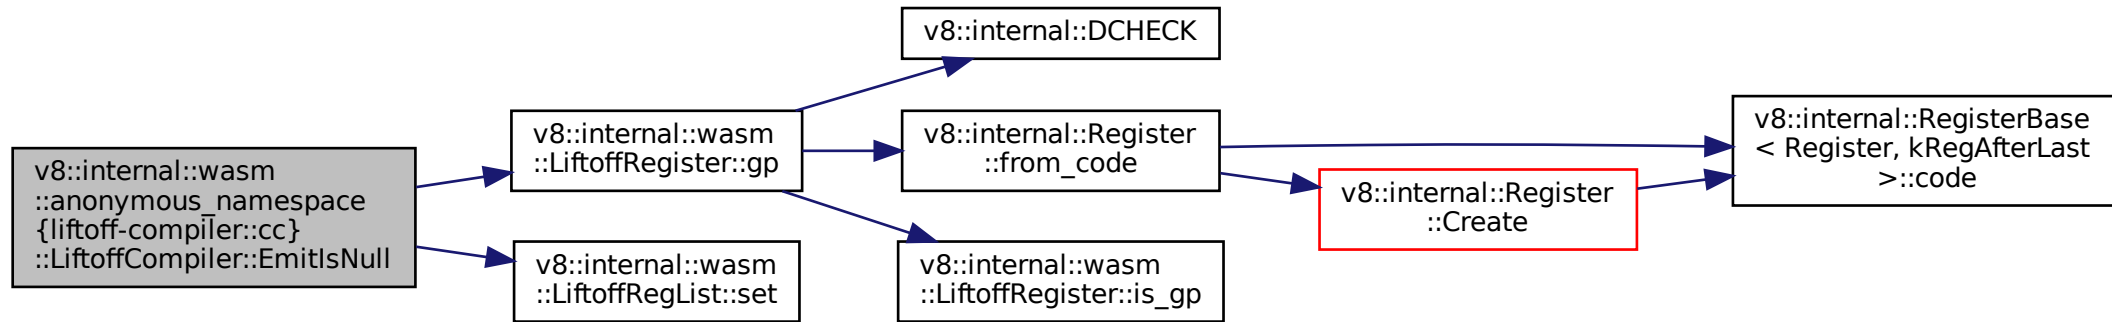 v8::internal::wasm
::anonymous_namespace
{liftoff-compiler::cc}
::LiftoffCompiler::EmitIsNull
v8::internal::wasm
::LiftoffRegister::gp
v8::internal::wasm
::LiftoffRegList::set
v8::internal::DCHECK
v8::internal::Register
::from_code
v8::internal::wasm
::LiftoffRegister::is_gp
v8::internal::Register
::Create
v8::internal::RegisterBase
< Register, kRegAfterLast
>::code